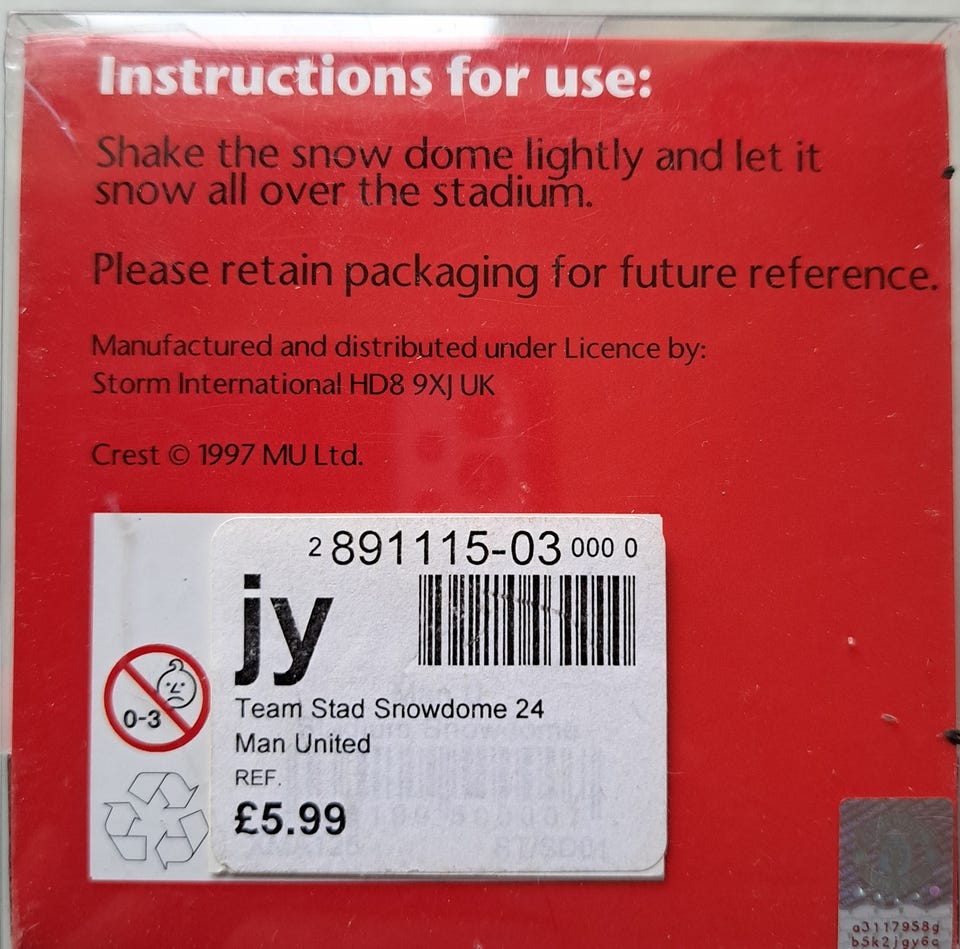 Instructions for use:
Shake the snow dome lightly and let it
snow all over the stadium.
Please retain packaging for future reference.
Manufactured and distributed under Licence by:
Storm International HD8 9XJ UK
Crest © 1997 MU Ltd.
2 891115-03 000 0
jy
0-3
Team Stad Snowdome 24
Man United
REF.
£5.99
a3117958g
b5k2jgy6q